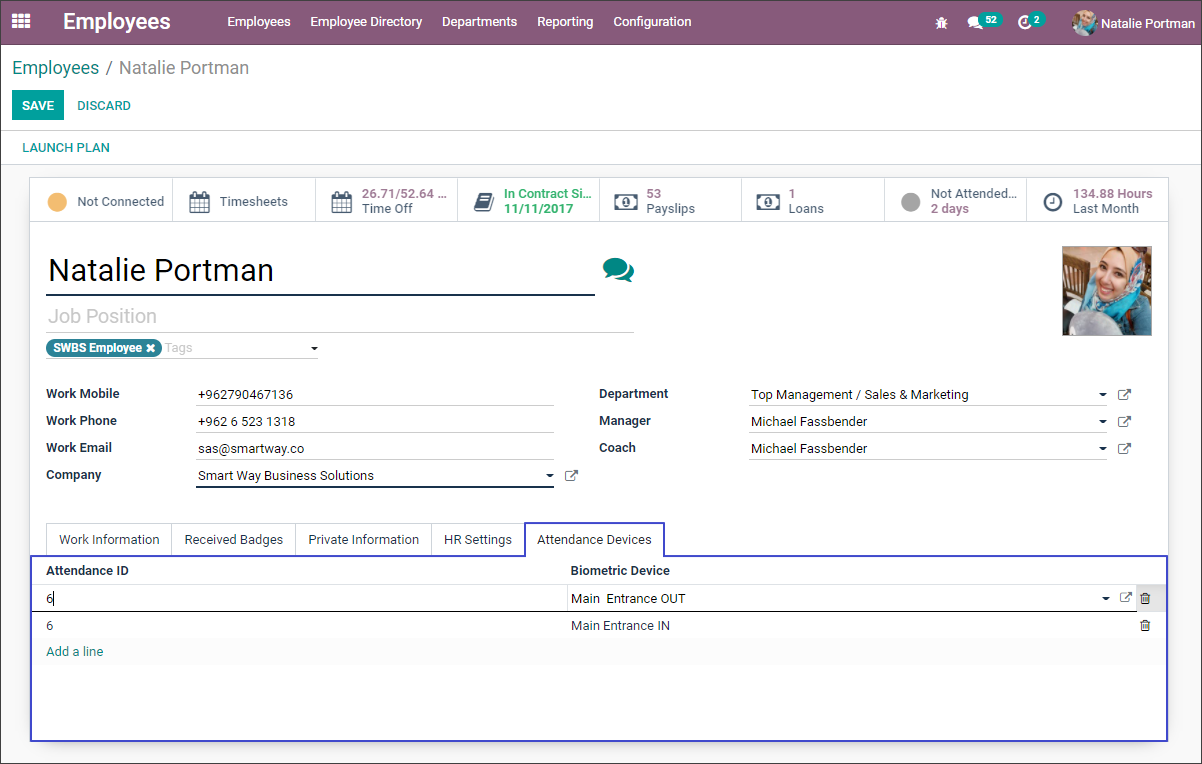 Employees Employees Employee Directory Departments Reporting Configuration 52 2 Natalie Portman
Employees / Natalie Portman
SAVE DISCARD
LAUNCH PLAN
Not Connected
Timesheets
26.71/52.64 ...
Time Off
In Contract Si...
11/11/2017
53
Payslips
1
Loans
Not Attended...
2 days
134.88 Hours
Last Month
Natalie Portman
Job Position
SWBS Employee Tags
Work Mobile +962790467136
Work Phone +962 6 523 1318
Work Email sas@smartway.co
Company Smart Way Business Solutions
Department Top Management / Sales & Marketing
Manager Michael Fassbender
Coach Michael Fassbender
Work Information Received Badges Private Information HR Settings Attendance Devices
Attendance ID Biometric Device
6 Main Entrance OUT
6 Main Entrance IN
Add a line